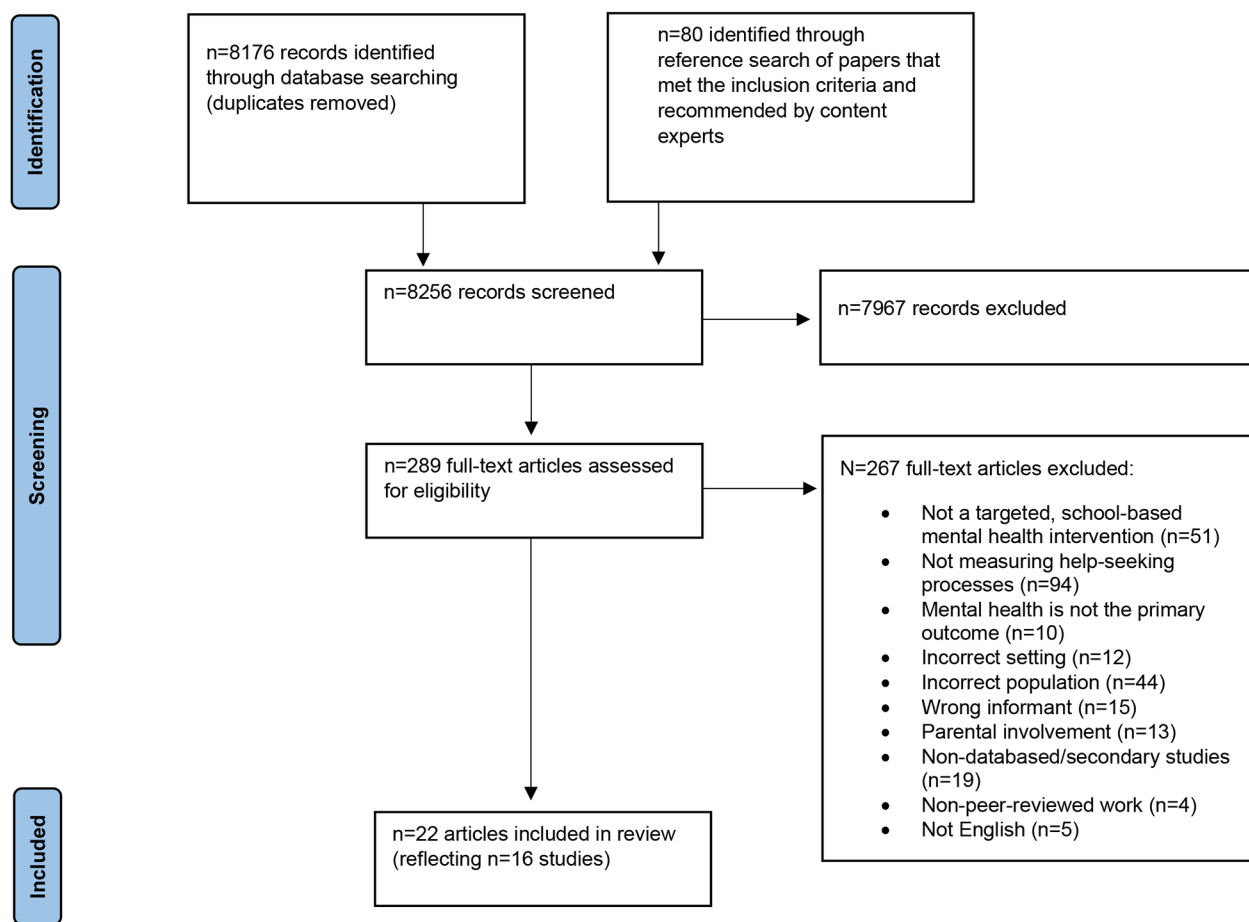 Identification
n=8176 records identified
through database searching
(duplicates removed)
n=80 identified through
reference search of papers that
met the inclusion criteria and
recommended by content
experts
Screening
n=8256 records screened
n=7967 records excluded
n=289 full-text articles assessed
for eligibility
N=267 full-text articles excluded:
• Not a targeted, school-based
mental health intervention (n=51)
• Not measuring help-seeking
processes (n=94)
• Mental health is not the primary
outcome (n=10)
• Incorrect setting (n=12)
• Incorrect population (n=44)
• Wrong informant (n=15)
• Parental involvement (n=13)
• Non-databased/secondary studies
(n=19)
• Non-peer-reviewed work (n=4)
• Not English (n=5)
Included
n=22 articles included in review
(reflecting n=16 studies)